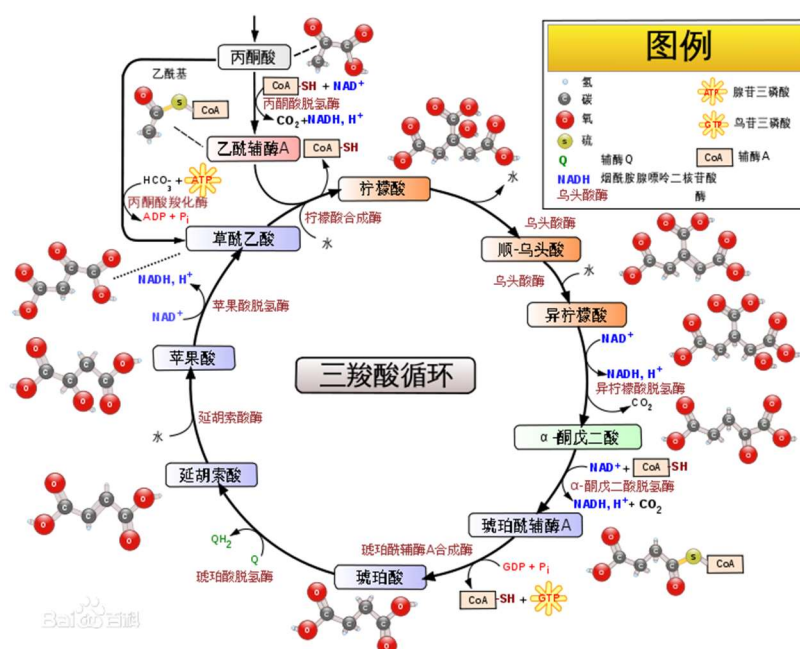 丙酮酸
乙酰基
CoA-SH + NAD⁺
丙酮酸脱氢酶
CO₂+NADH, H⁺
S CoA
乙酰辅酶A
CoA-SH
HCO₃⁻ + ATP
丙酮酸羧化酶
ADP + Pi
草酰乙酸
柠檬酸合成酶
水
柠檬酸
水
乌头酸酶
顺-乌头酸
乌头酸酶
水
异柠檬酸
NAD⁺
NADH, H⁺
异柠檬酸脱氢酶
CO₂
α-酮戊二酸
NAD⁺ + CoA-SH
α-酮戊二酸脱氢酶
NADH, H⁺+ CO₂
琥珀酰辅酶A
S CoA
琥珀酰辅酶A合成酶
GDP + Pi
CoA-SH + GTP
琥珀酸
QH₂
Q
琥珀酸脱氢酶
延胡索酸
水
延胡索酸酶
苹果酸
NADH, H⁺
NAD⁺
苹果酸脱氢酶
三羧酸循环
图例
氢
碳
氧
硫
Q 辅酶Q
NADH 烟酰胺腺嘌呤二核苷酸
乌头酸酶 酶
ATP 腺苷三磷酸
GTP 鸟苷三磷酸
CoA 辅酶A
Bai百科